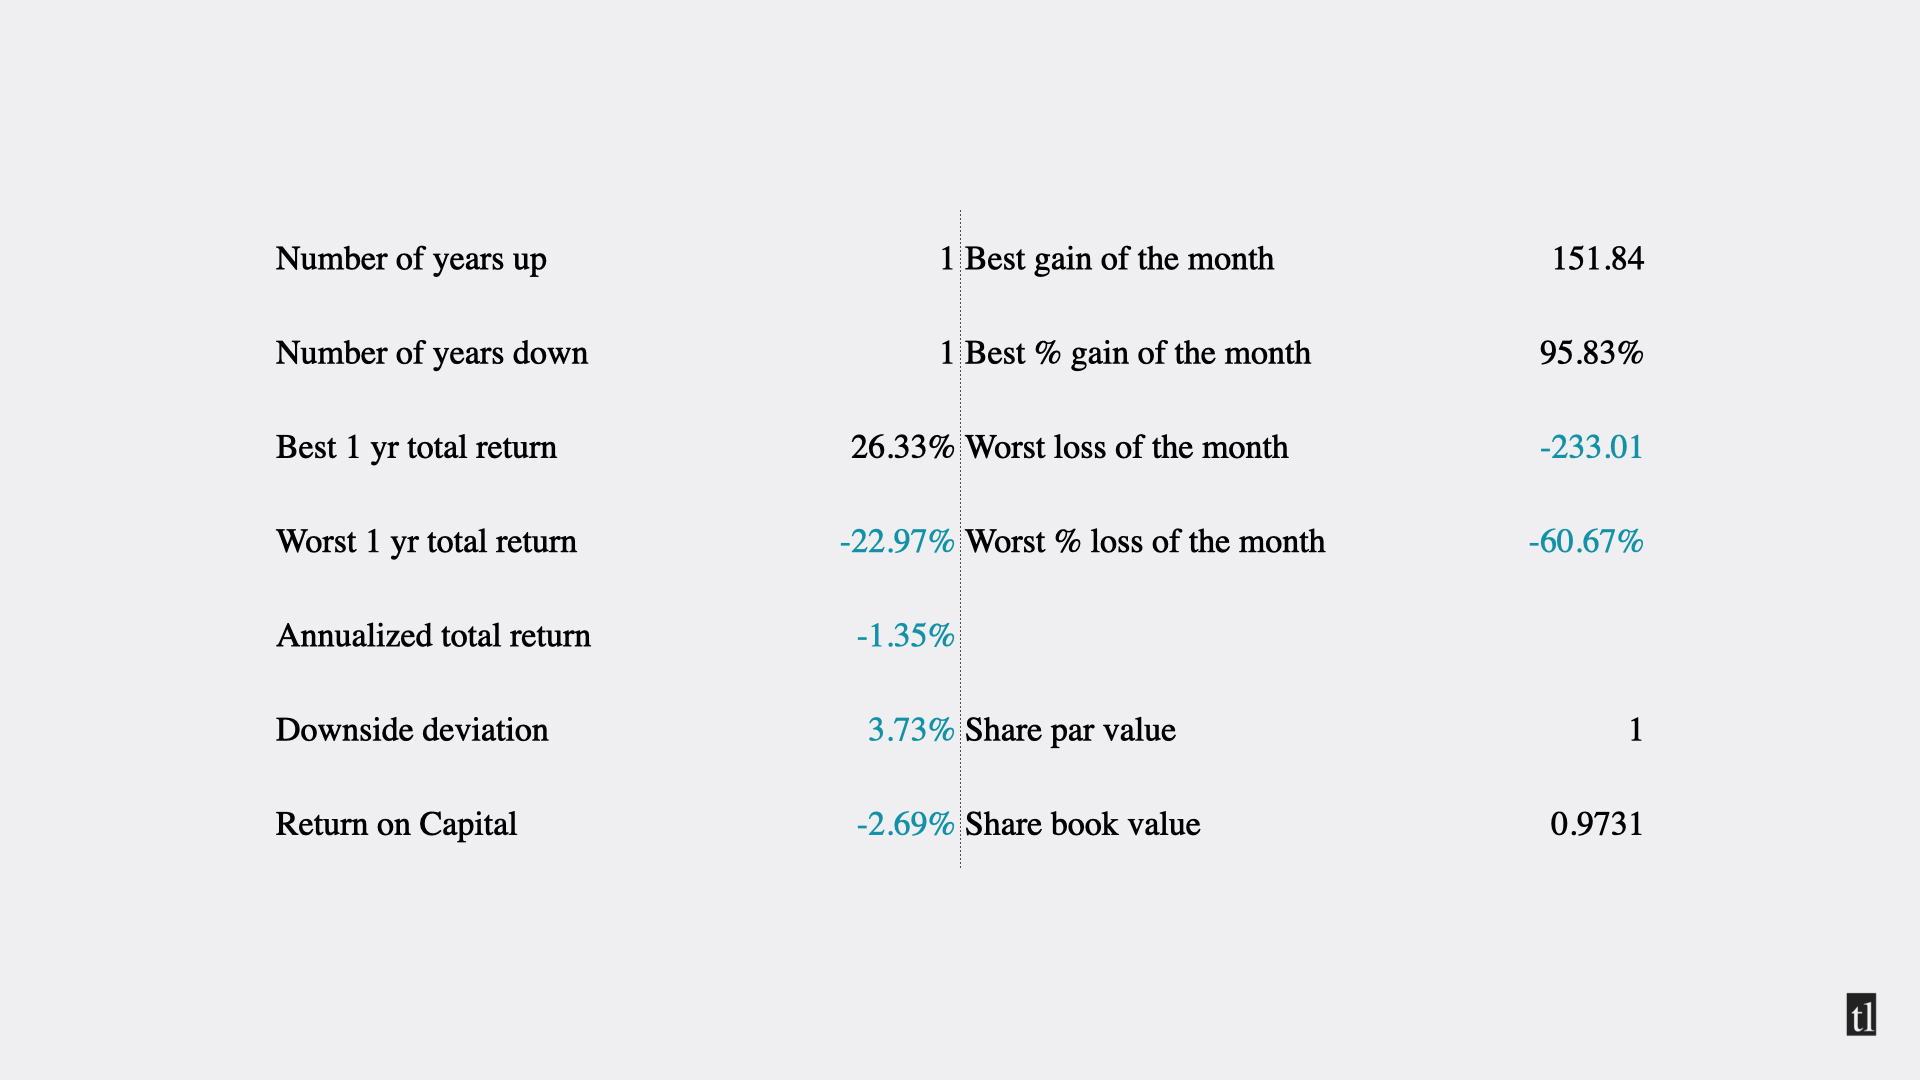 Number of years up 1 Best gain of the month 151.84
Number of years down 1 Best % gain of the month 95.83%
Best 1 yr total return 26.33% Worst loss of the month -233.01
Worst 1 yr total return -22.97% Worst % loss of the month -60.67%
Annualized total return -1.35%
Downside deviation 3.73% Share par value 1
Return on Capital -2.69% Share book value 0.9731
tl